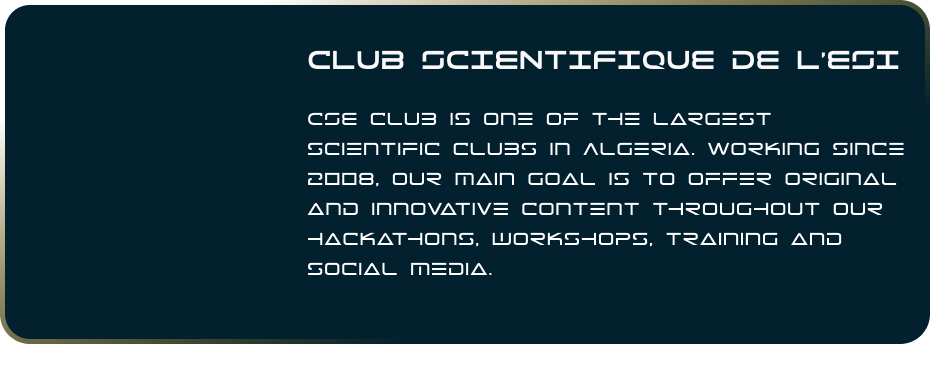 CLUB SCIENTIFIQUE DE L'ESI
CSE CLUB IS ONE OF THE LARGEST
SCIENTIFIC CLUBS IN ALGERIA. WORKING SINCE
2008, OUR MAIN GOAL IS TO OFFER ORIGINAL
AND INNOVATIVE CONTENT THROUGHOUT OUR
HACKATHONS, WORKSHOPS, TRAINING AND
SOCIAL MEDIA.